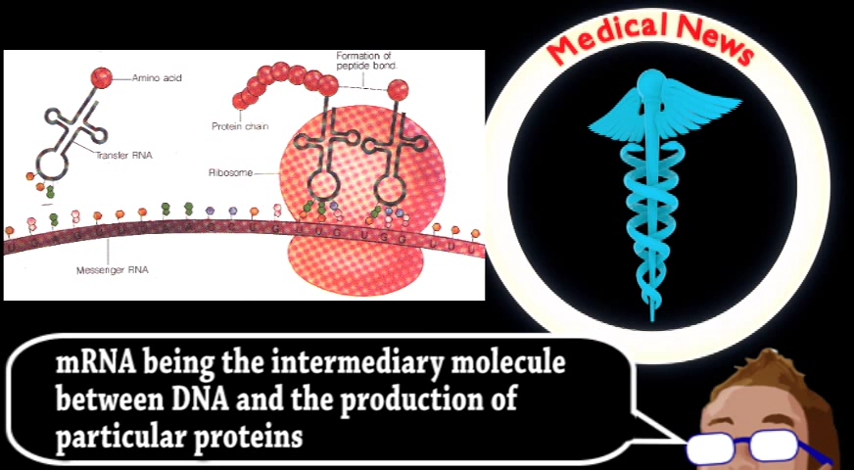 Medical News
Formation of
peptide bond.
Amino acid
Protein chain
Transfer RNA
Ribosome
Messenger RNA
mRNA being the intermediary molecule
between DNA and the production of
particular proteins